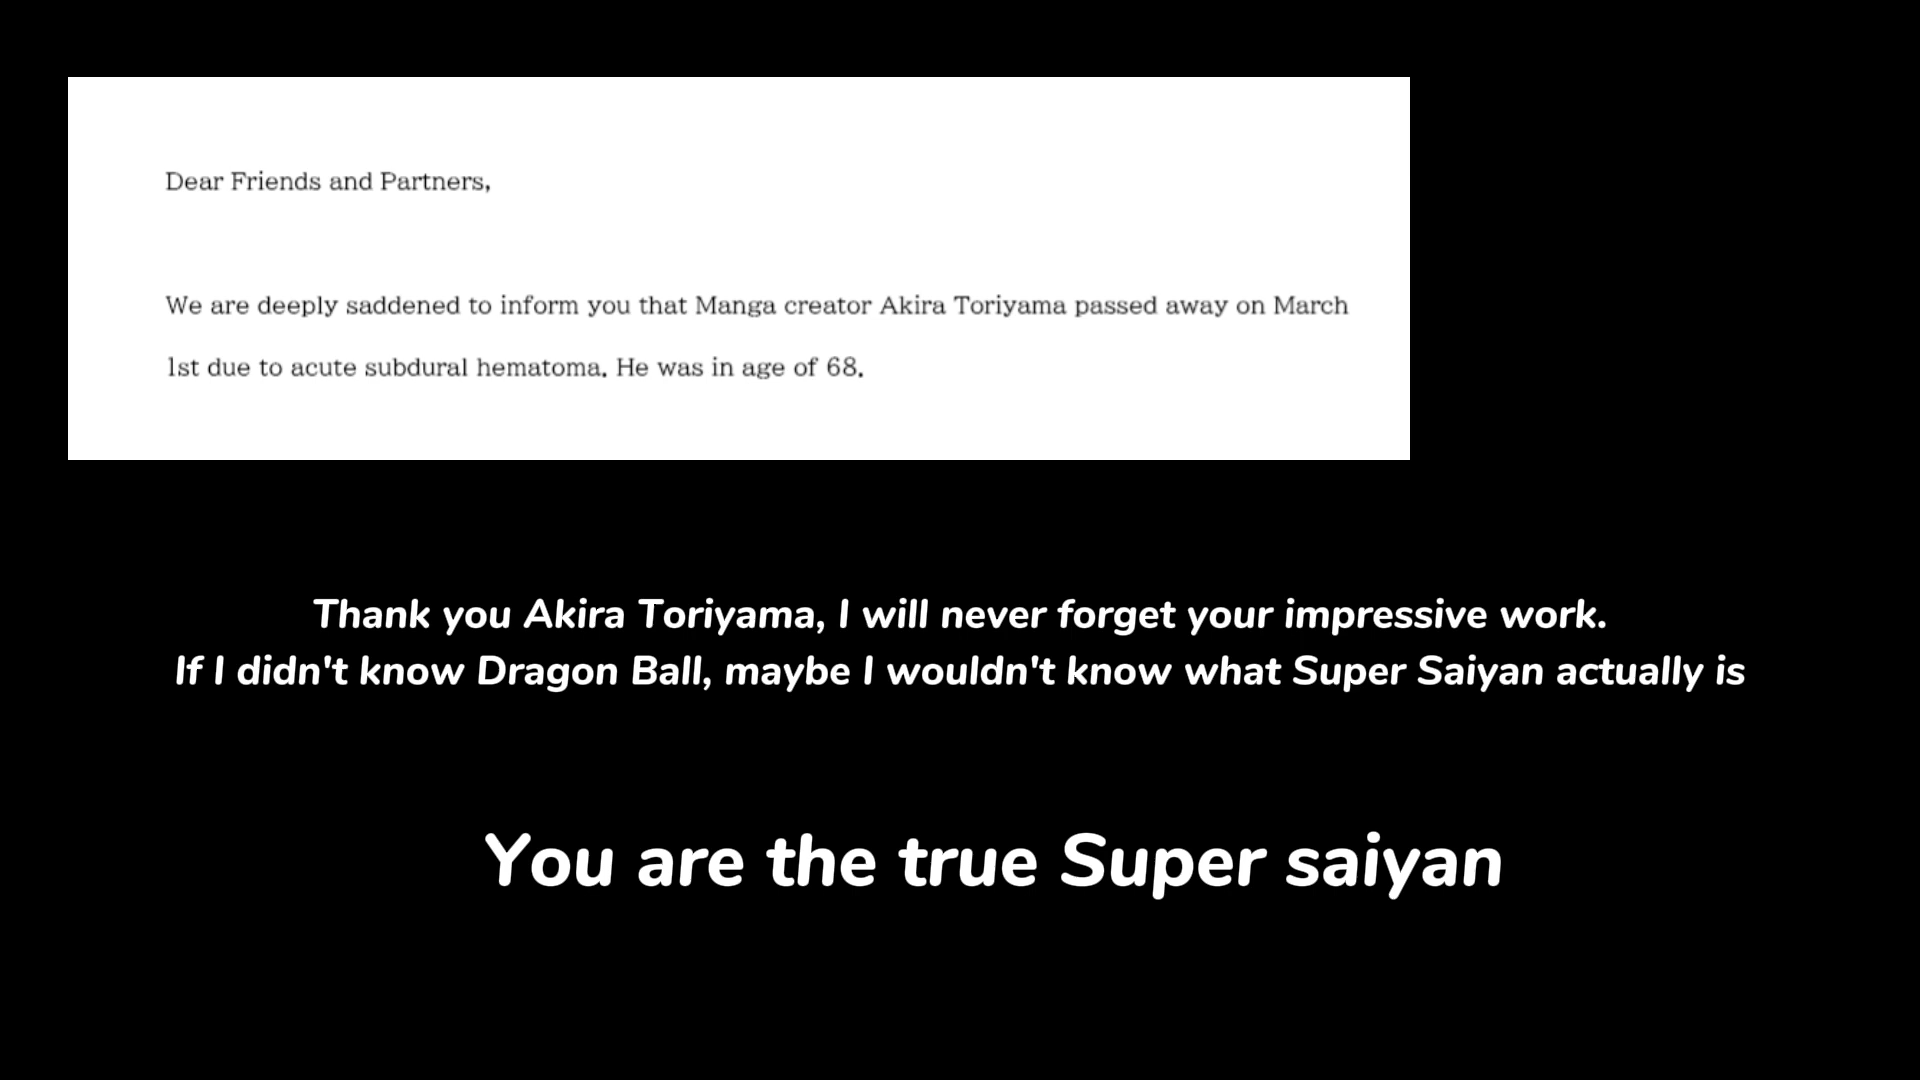 Dear Friends and Partners,
We are deeply saddened to inform you that Manga creator Akira Toriyama passed away on March
1st due to acute subdural hematoma. He was in age of 68.
Thank you Akira Toriyama, I will never forget your impressive work.
If I didn't know Dragon Ball, maybe I wouldn't know what Super Saiyan actually is
You are the true Super saiyan